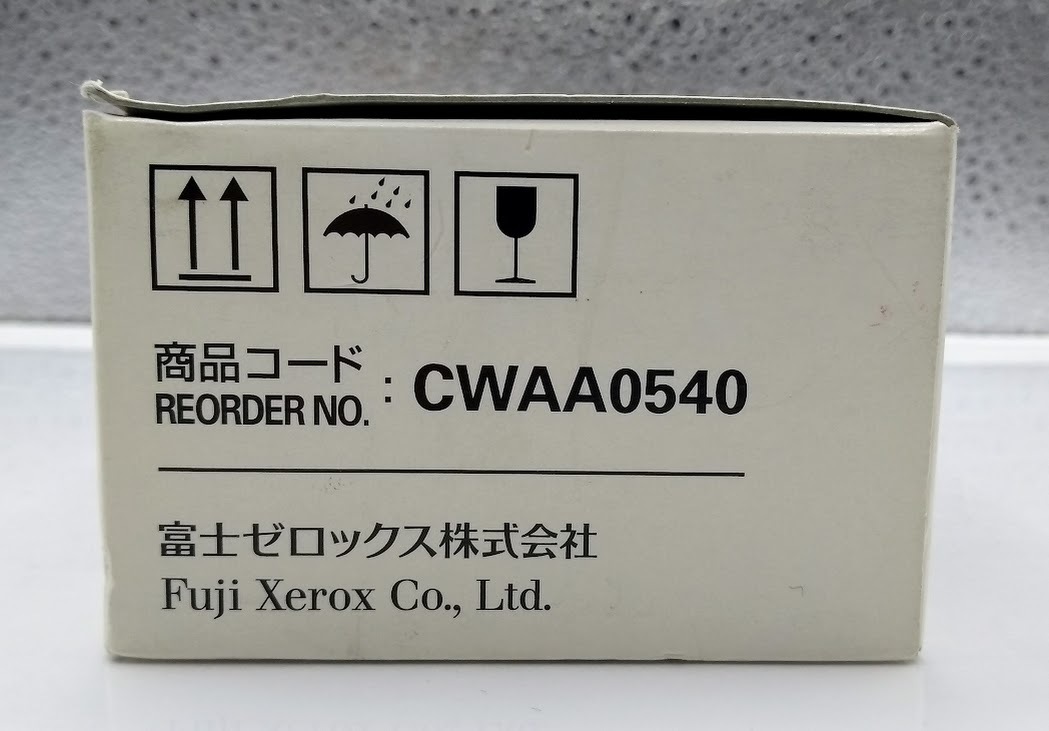 商品コード
REORDER NO. : CWAA0540
富士ゼロックス株式会社
Fuji Xerox Co., Ltd.